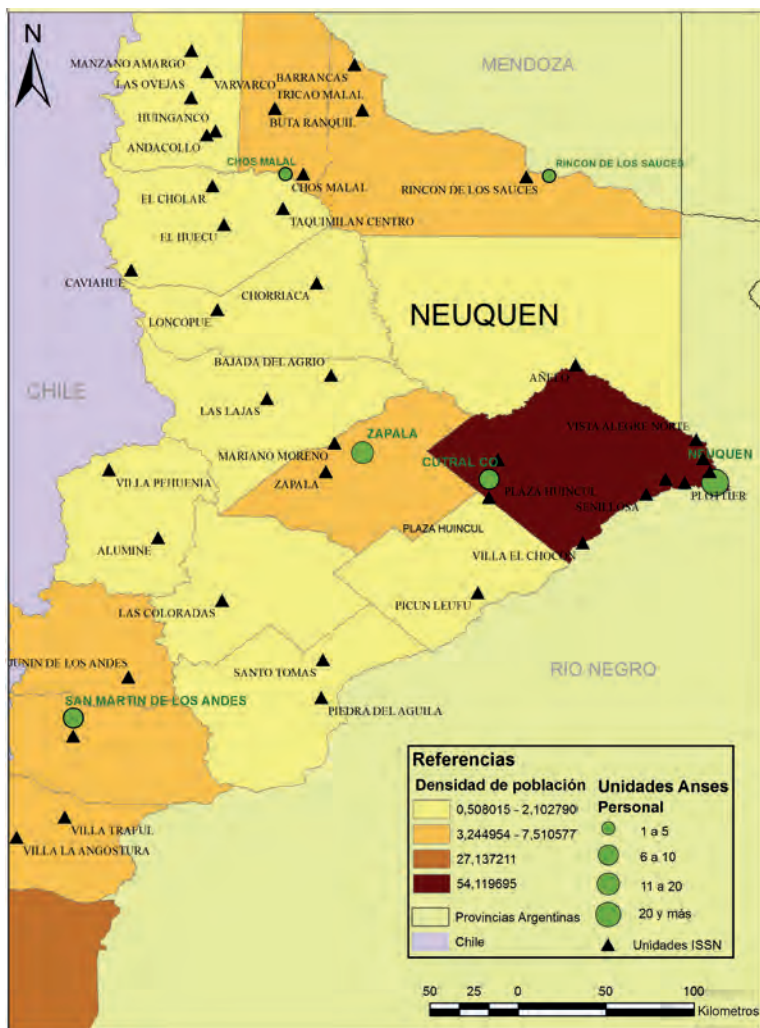 N
MENDOZA
MANZANO AMARGO
LAS OVEJAS
VARVARCO
BARRANCAS
TRICAO MALAL
HUINGANCO
BUTA RANQUIL
ANDACOLLO
CHOS MALAL
RINCON DE LOS SAUCES
CHOS MALAL
RINCON DE LOS SAUCES
EL CHOLAR
TAQUIMILAN CENTRO
EL HUECU
CAVIAHUE
CHORRIACA
LONCOPUE
NEUQUEN
BAJADA DEL AGRIO
AÑELO
CHILE
LAS LAJAS
VISTA ALEGRE NORTE
ZAPALA
MARIANO MORENO
CUTRAL CO
NEUQUEN
VILLA PEHUENIA
ZAPALA
PLAZA HUINCUL
PLOTTIER
SENILLOSA
PLAZA HUINCUL
ALUMINE
VILLA EL CHOCON
LAS COLORADAS
PICUN LEUFU
JUNIN DE LOS ANDES
SANTO TOMAS
RIO NEGRO
SAN MARTIN DE LOS ANDES
PIEDRA DEL AGUILA
VILLA TRAFUL
VILLA LA ANGOSTURA
Referencias
Densidad de población
0,508015 - 2,102790
3,244954 - 7,510577
27,137211
54,119695
Provincias Argentinas
Chile
Unidades Anses
Personal
1 a 5
6 a 10
11 a 20
20 y más
Unidades ISSN
50 25 0 50 100
Kilometros